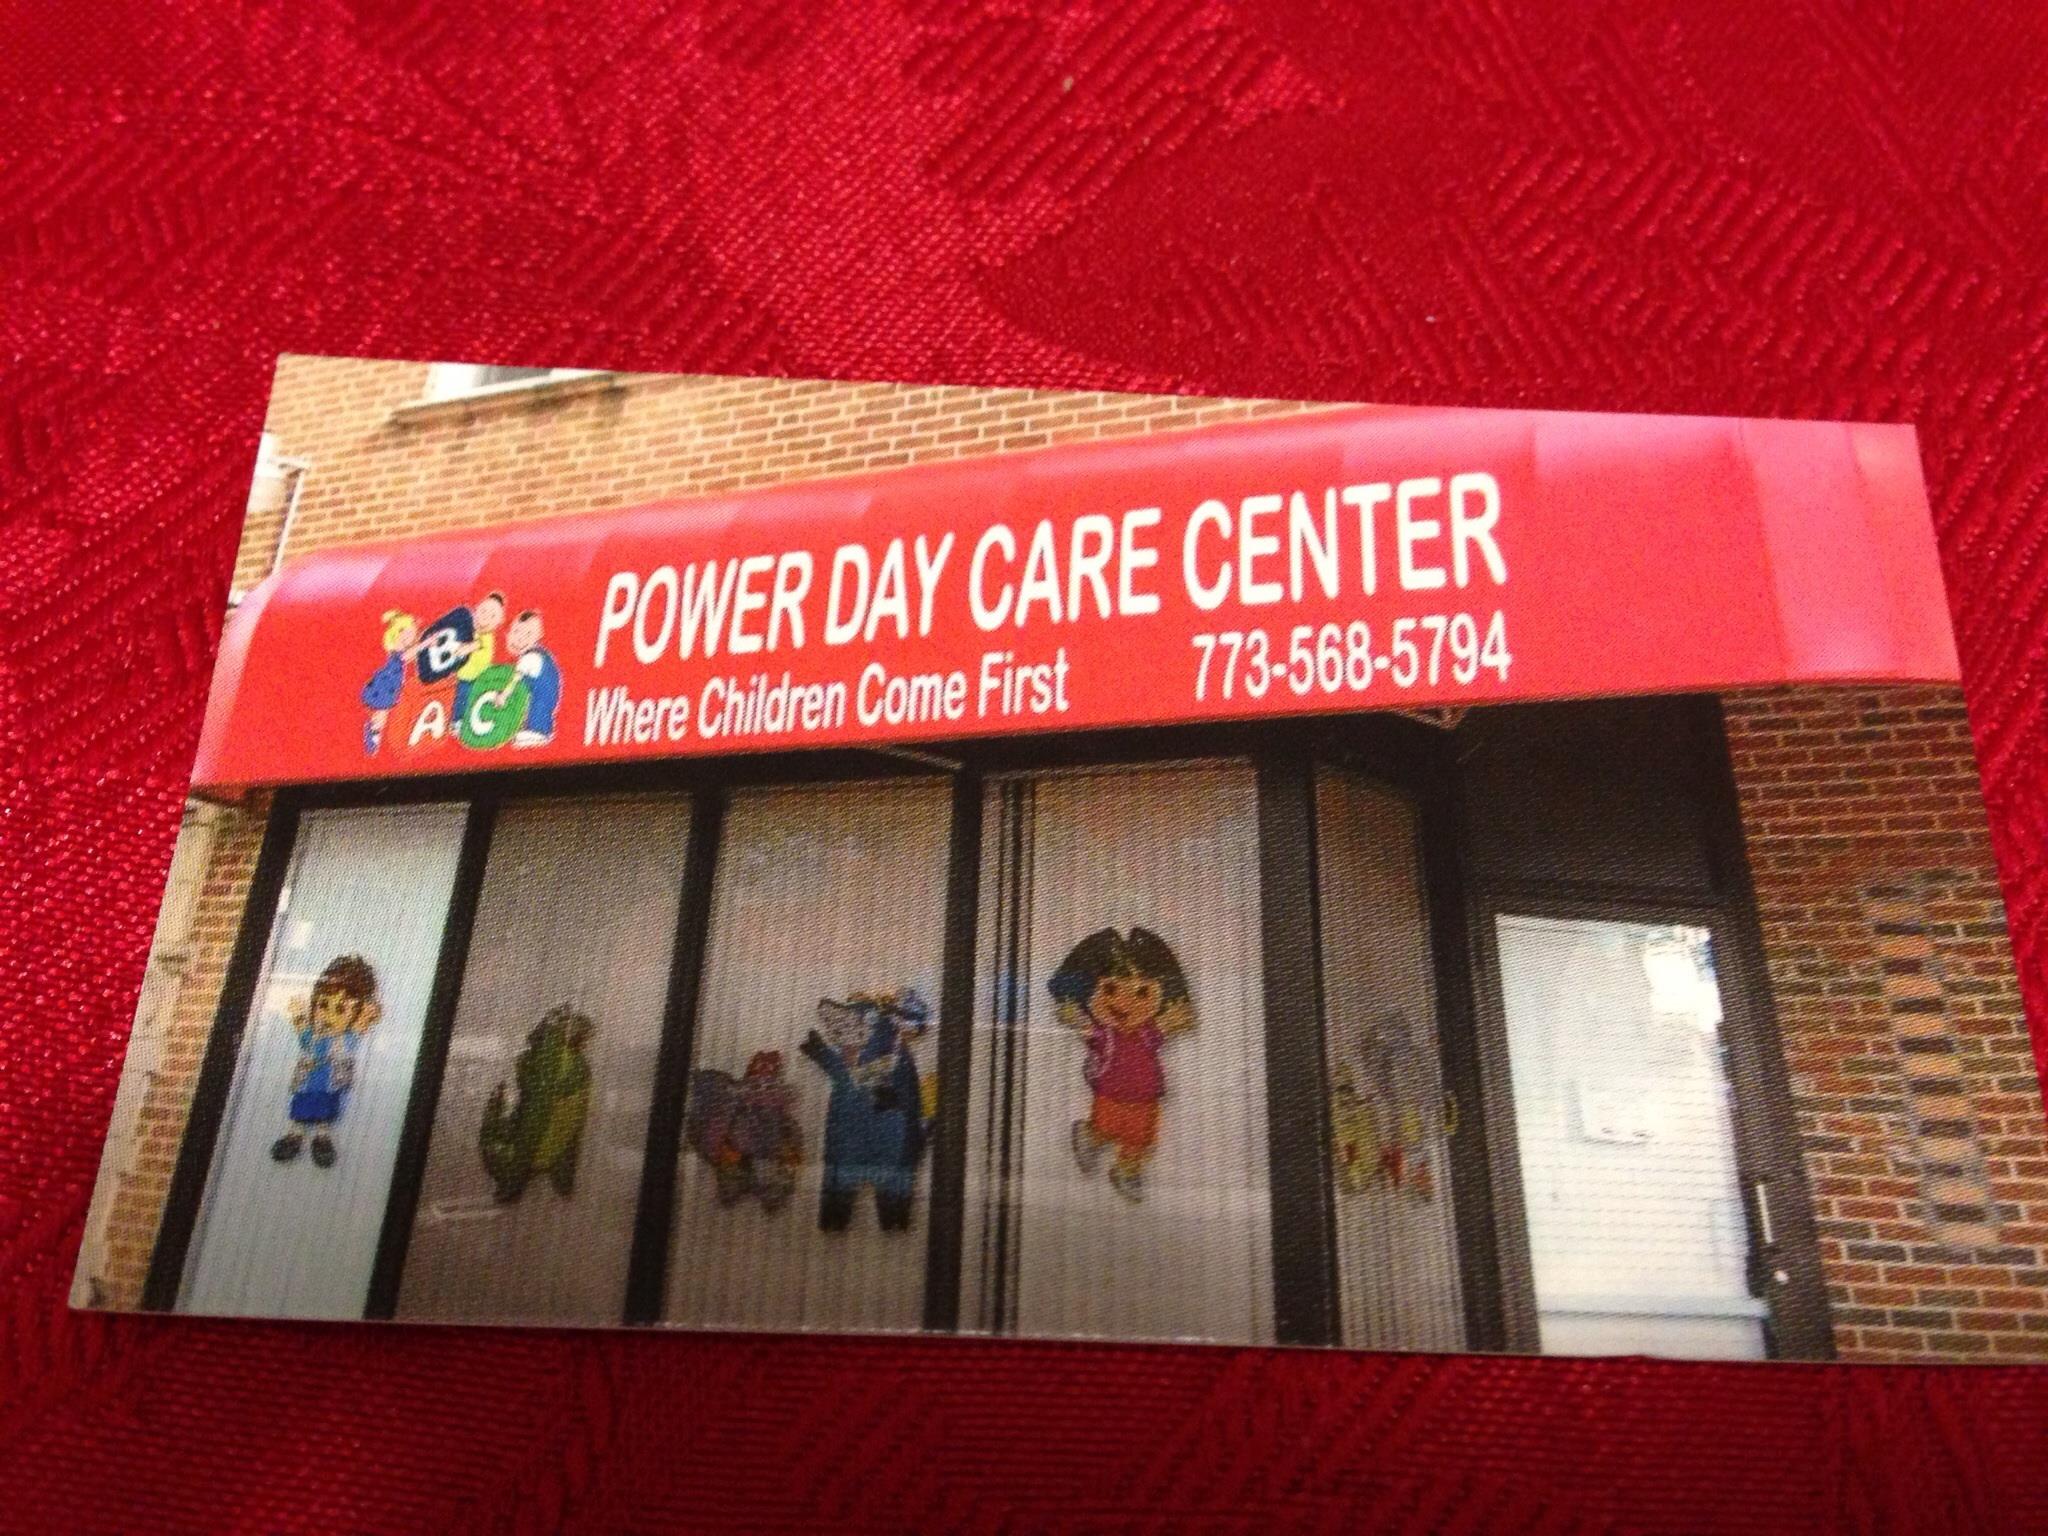 POWER DAY CARE CENTER
Where Children Come First 773-568-5794
B
A C